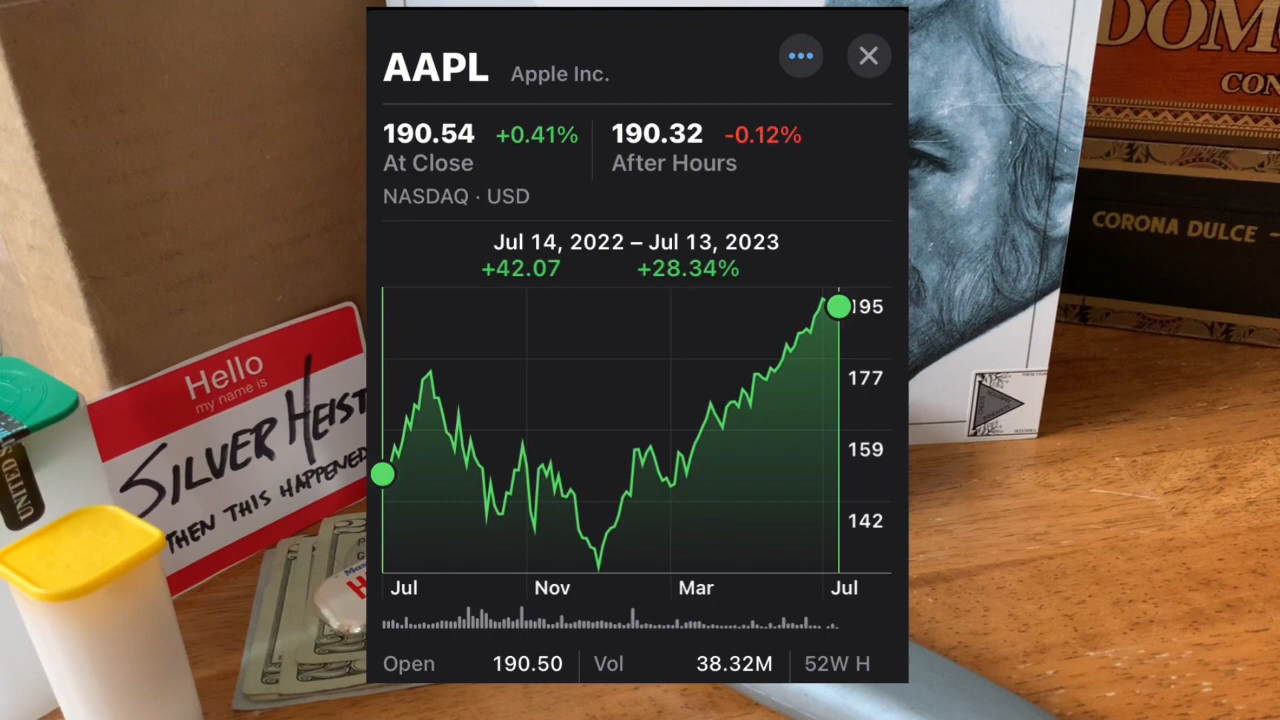 AAPL Apple Inc.
190.54 +0.41% 190.32 -0.12%
At Close After Hours
NASDAQ · USD
Jul 14, 2022 – Jul 13, 2023
+42.07 +28.34%
195
177
159
142
Jul Nov Mar Jul
Open 190.50 Vol 38.32M 52W H
Hello
my name is
SILVER HEIST
THEN THIS HAPPENED
UNITED S
CORONA DULCE
CON